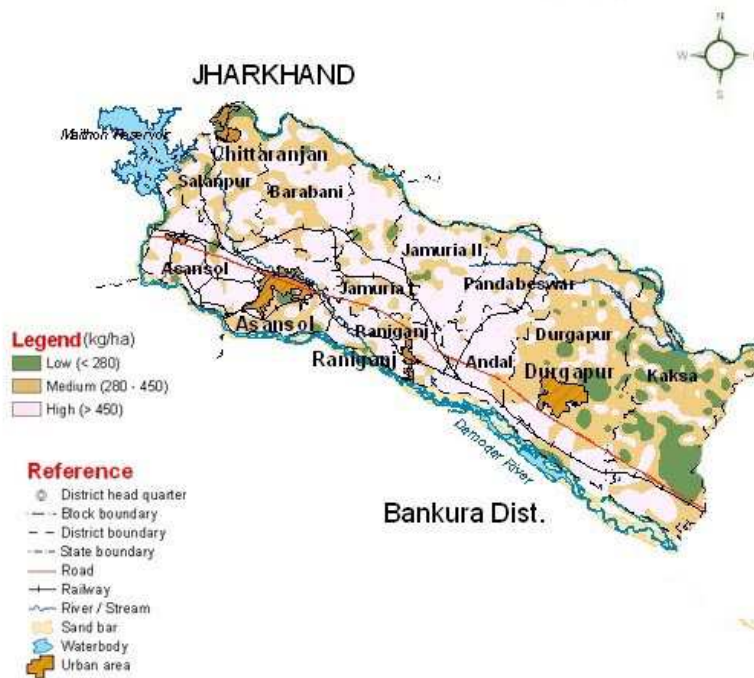 N
W
S
JHARKHAND
Maithon Reservoir
Chittaranjan
Salanpur
Barabani
Jamuria II
Asansol
Pandabeswar
Jamuria I
Asansol
Raniganj
J Durgapur
Raniganj
Andal
Durgapur
Kaksa
Legend (kg/ha)
Low (< 280)
Medium (280 - 450)
High (> 450)
Damoder River
Bankura Dist.
Reference
District head quarter
Block boundary
District boundary
State boundary
Road
Railway
River / Stream
Sand bar
Waterbody
Urban area